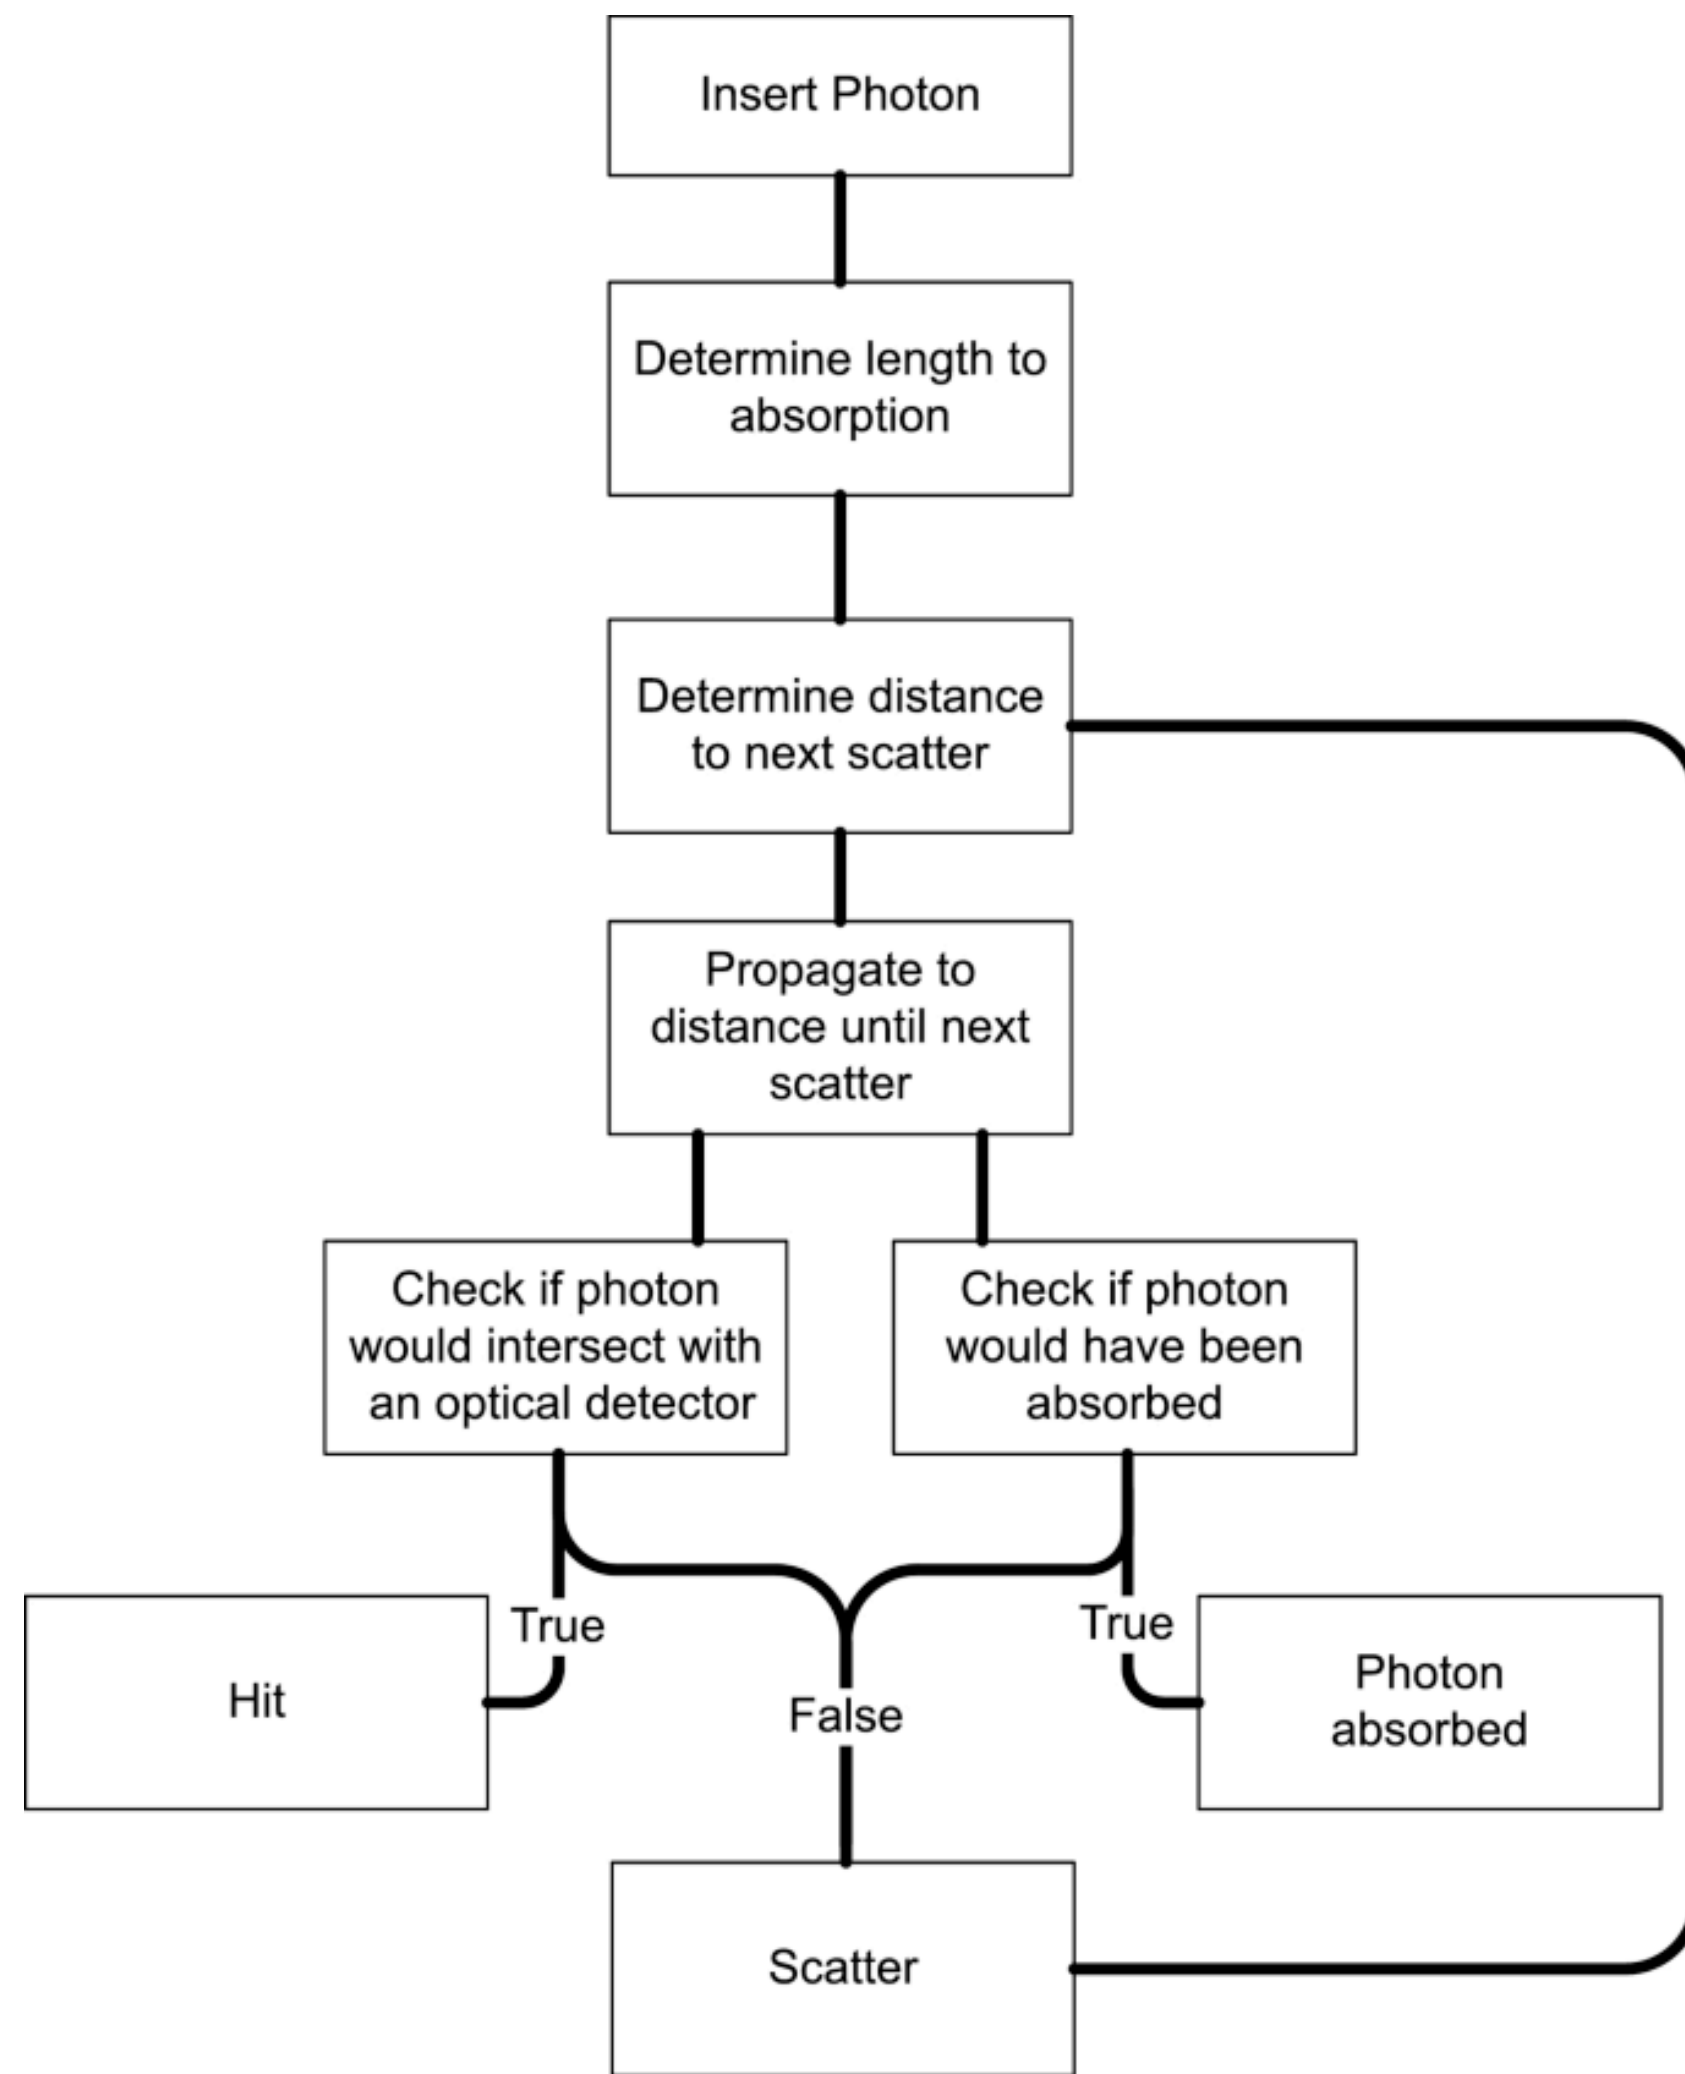 Insert Photon
Determine length to
absorption
Determine distance
to next scatter
Propagate to
distance until next
scatter
Check if photon
would intersect with
an optical detector
Check if photon
would have been
absorbed
True
True
Hit
False
Photon
absorbed
Scatter